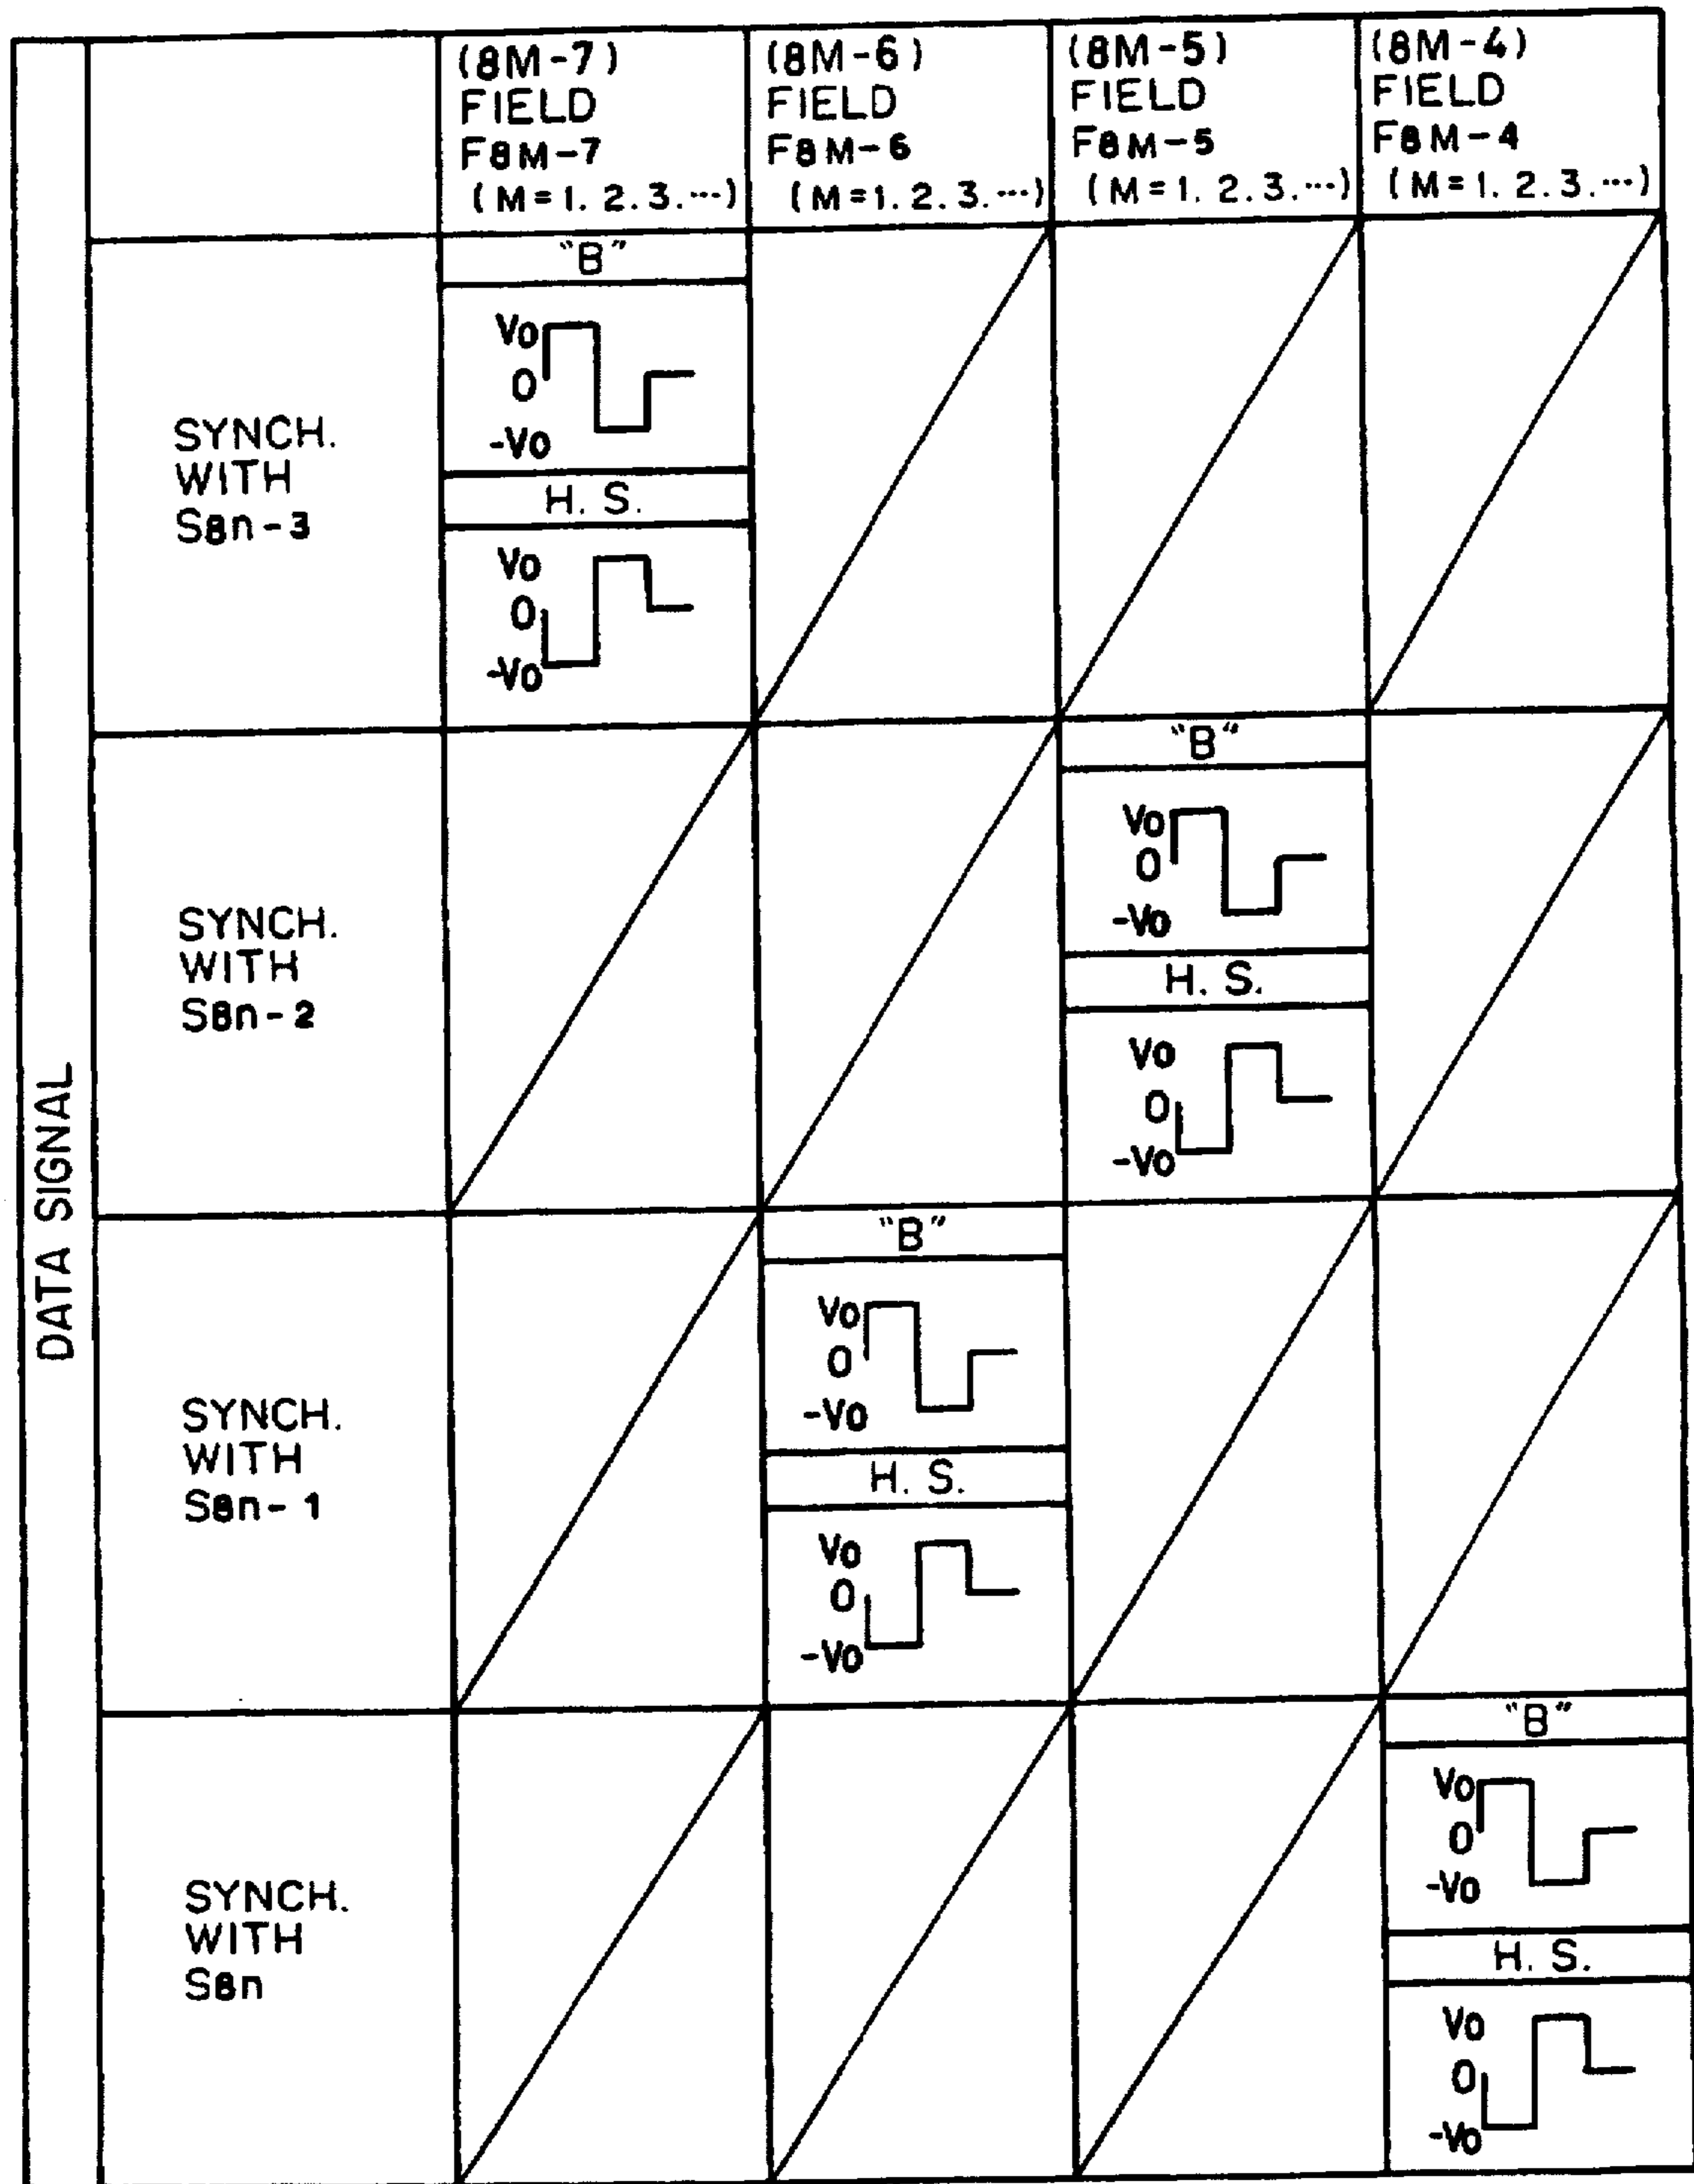 (8M-7)
FIELD
F8M-7
(M=1.2.3.…)
(8M-6)
FIELD
F8M-6
(M=1.2.3.…)
(8M-5)
FIELD
F8M-5
(M=1.2.3.…)
(8M-4)
FIELD
F8M-4
(M=1.2.3.…)
DATA SIGNAL
SYNCH.
WITH
S8n-3
"B"
Vo
0
-Vo
H. S.
Vo
0
-Vo
SYNCH.
WITH
S8n-2
"B"
Vo
0
-Vo
H. S.
Vo
0
-Vo
SYNCH.
WITH
S8n-1
"B"
Vo
0
-Vo
H. S.
Vo
0
-Vo
SYNCH.
WITH
S8n
"B"
Vo
0
-Vo
H. S.
Vo
0
-Vo